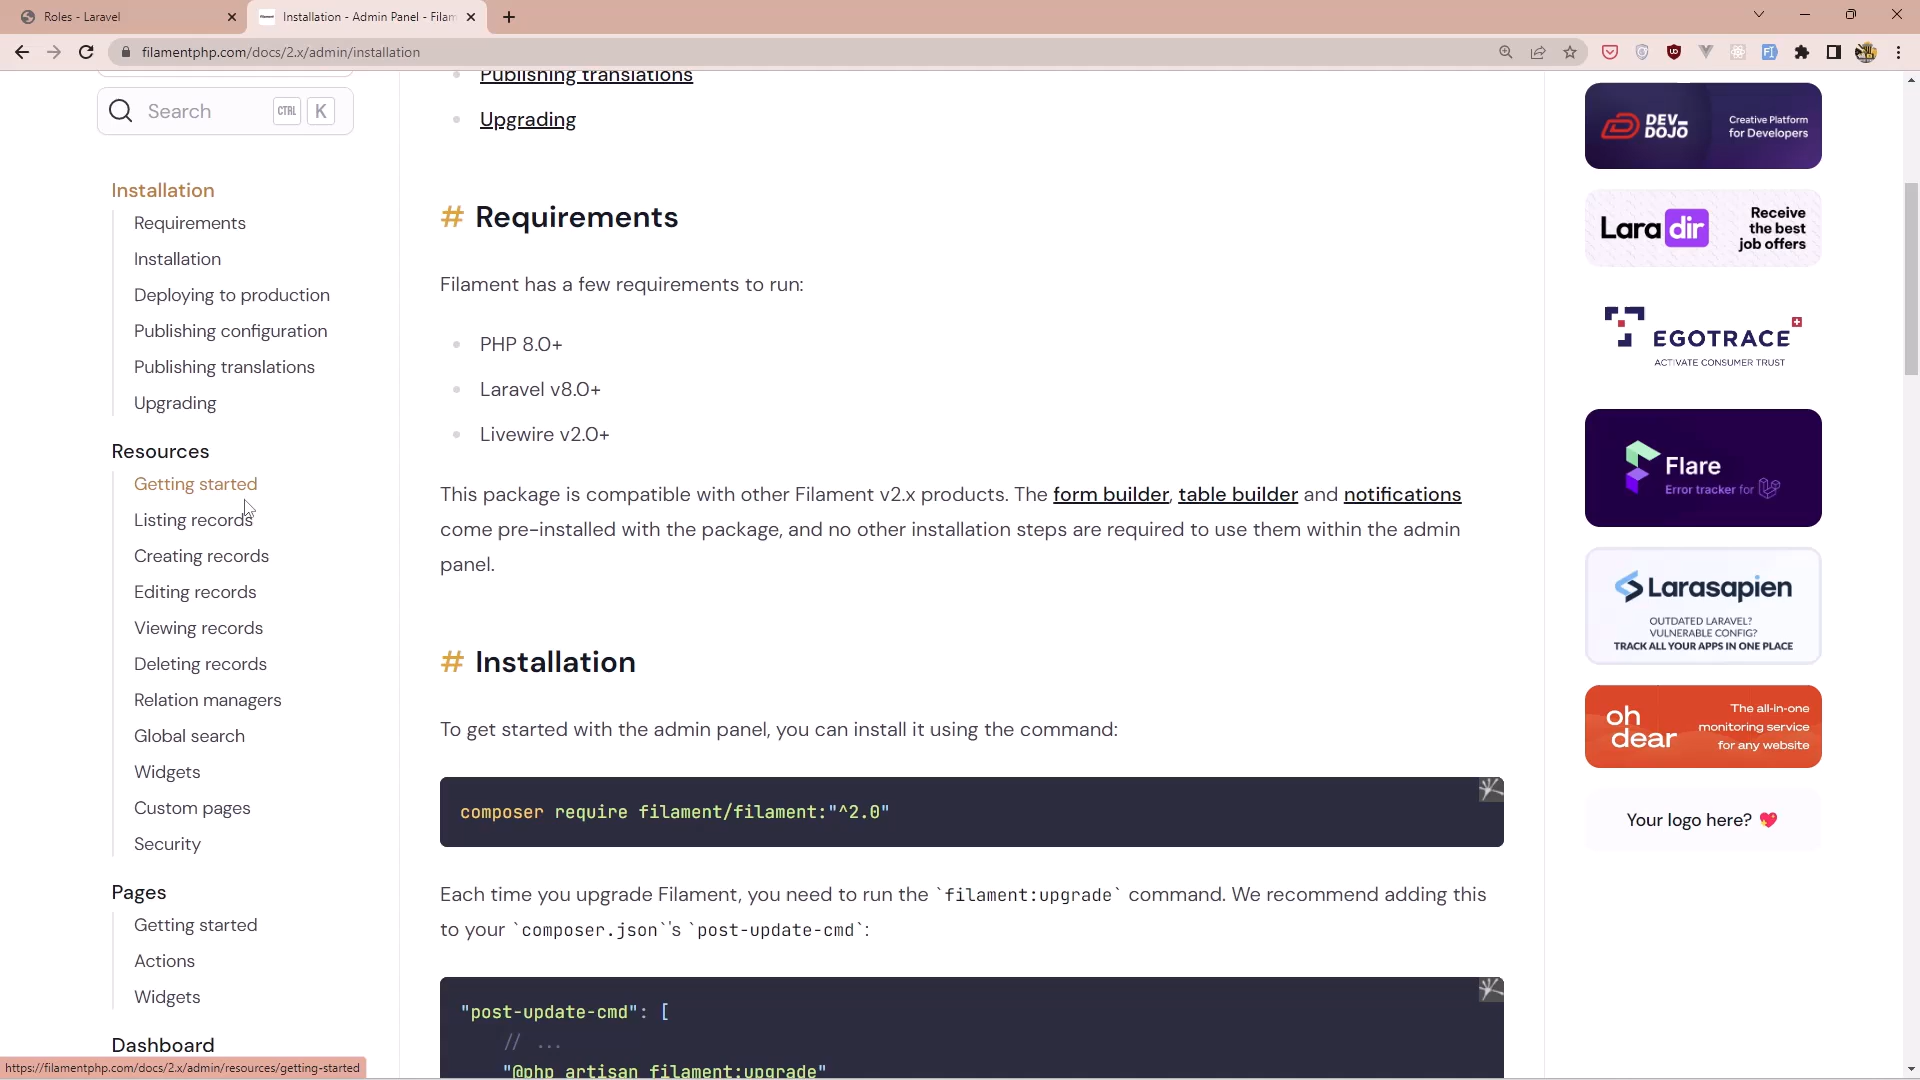 Roles - Laravel
Installation - Admin Panel - Filam
filamentphp.com/docs/2.x/admin/installation
Search CTRL K
Installation
Requirements
Installation
Deploying to production
Publishing configuration
Publishing translations
Upgrading
Resources
Getting started
Listing records
Creating records
Editing records
Viewing records
Deleting records
Relation managers
Global search
Widgets
Custom pages
Security
Pages
Getting started
Actions
Widgets
Dashboard
https://filamentphp.com/docs/2.x/admin/resources/getting-started
Publishing translations
Upgrading
# Requirements
Filament has a few requirements to run:
PHP 8.0+
Laravel v8.0+
Livewire v2.0+
This package is compatible with other Filament v2.x products. The form builder, table builder and notifications
come pre-installed with the package, and no other installation steps are required to use them within the admin
panel.
# Installation
To get started with the admin panel, you can install it using the command:
composer require filament/filament:"^2.0"
Each time you upgrade Filament, you need to run the `filament:upgrade` command. We recommend adding this
to your `composer.json`'s `post-update-cmd`:
"post-update-cmd": [
// ...
"@php artisan filament:upgrade"
DEV_
DOJO
Creative Platform
for Developers
Lara dir
Receive
the best
job offers
EGOTRACE
ACTIVATE CONSUMER TRUST
Flare
Error tracker for
Larasapien
OUTDATED LARAVEL?
VULNERABLE CONFIG?
TRACK ALL YOUR APPS IN ONE PLACE
oh
dear
The all-in-one
monitoring service
for any website
Your logo here? 💖